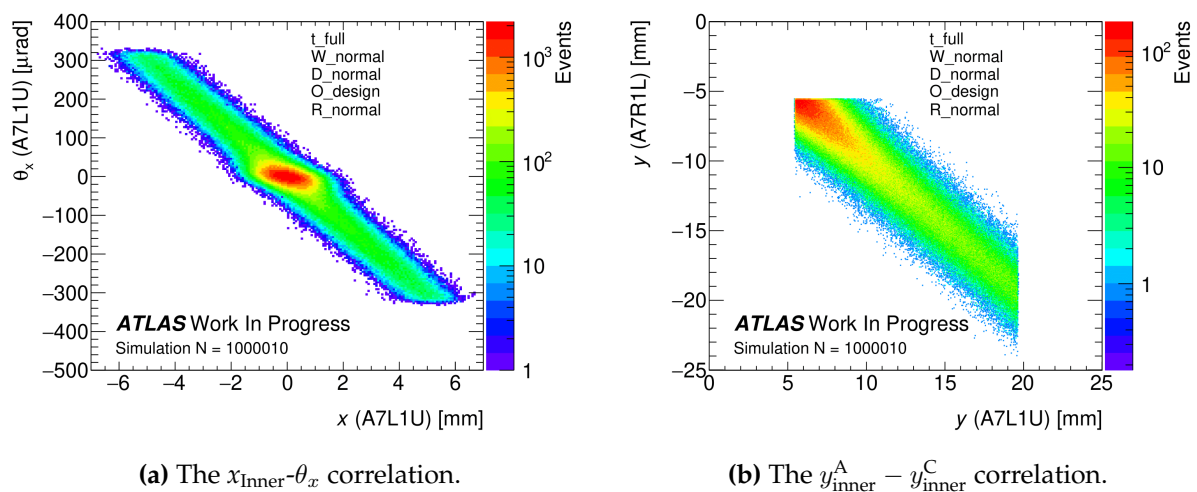 t_full
W_normal
D_normal
O_design
R_normal
ATLAS Work In Progress
Simulation N = 1000010
θx (A7L1U) [μrad]
400
300
200
100
0
−100
−200
−300
−400
−500
−6 −4 −2 0 2 4 6
x (A7L1U) [mm]
Events
10³
10²
10
1
(a) The xInner-θx correlation.
t_full
W_normal
D_normal
O_design
R_normal
ATLAS Work In Progress
Simulation N = 1000010
y (A7R1L) [mm]
0
−5
−10
−15
−20
−25
0 5 10 15 20 25
y (A7L1U) [mm]
Events
10²
10
1
(b) The yᴬinner − yꟲinner correlation.